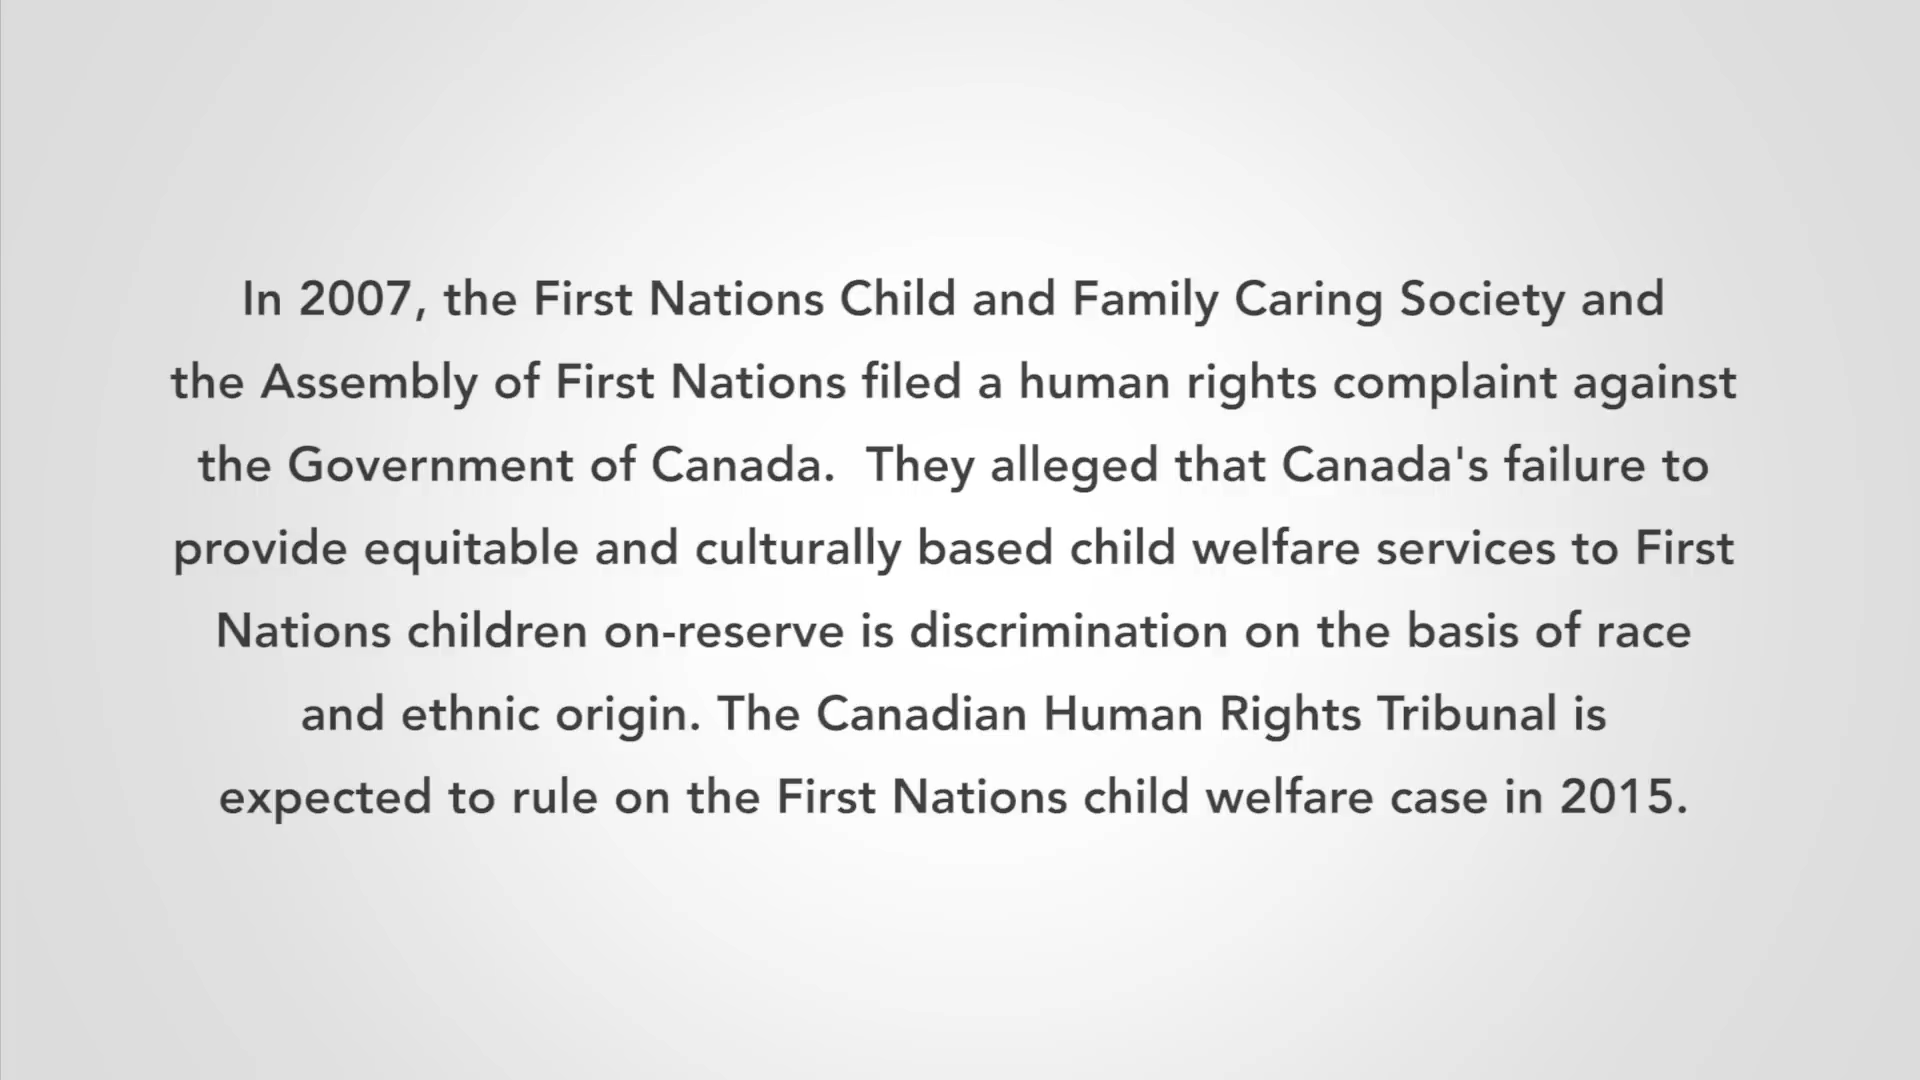 In 2007, the First Nations Child and Family Caring Society and
the Assembly of First Nations filed a human rights complaint against
the Government of Canada.  They alleged that Canada's failure to
provide equitable and culturally based child welfare services to First
Nations children on-reserve is discrimination on the basis of race
and ethnic origin. The Canadian Human Rights Tribunal is
expected to rule on the First Nations child welfare case in 2015.